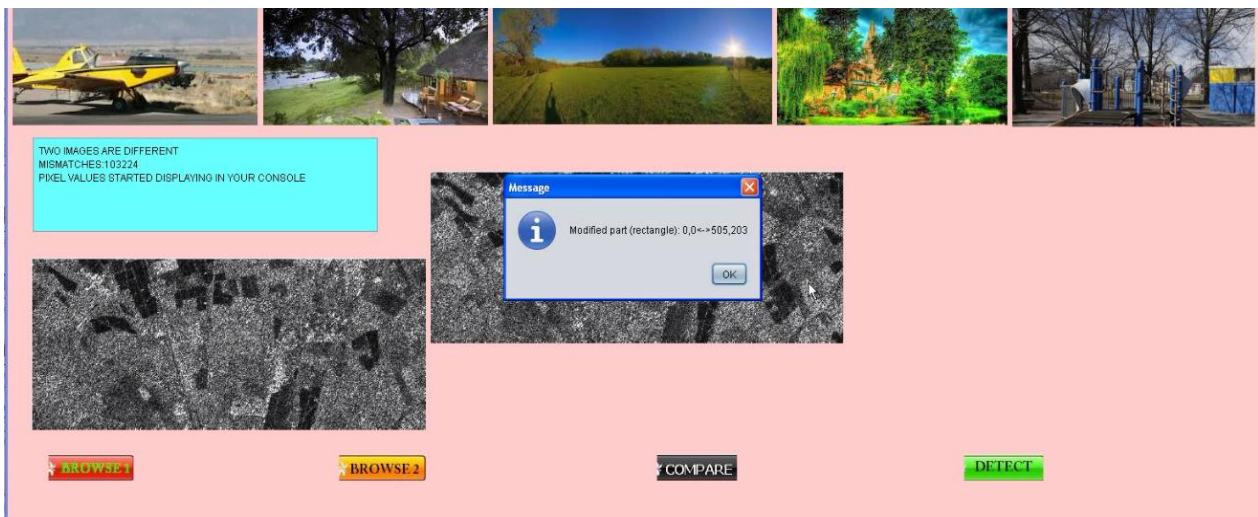 TWO IMAGES ARE DIFFERENT
MISMATCHES:103224
PIXEL VALUES STARTED DISPLAYING IN YOUR CONSOLE
Message
Modified part (rectangle): 0,0<->505,203
OK
BROWSE 1
BROWSE 2
COMPARE
DETECT